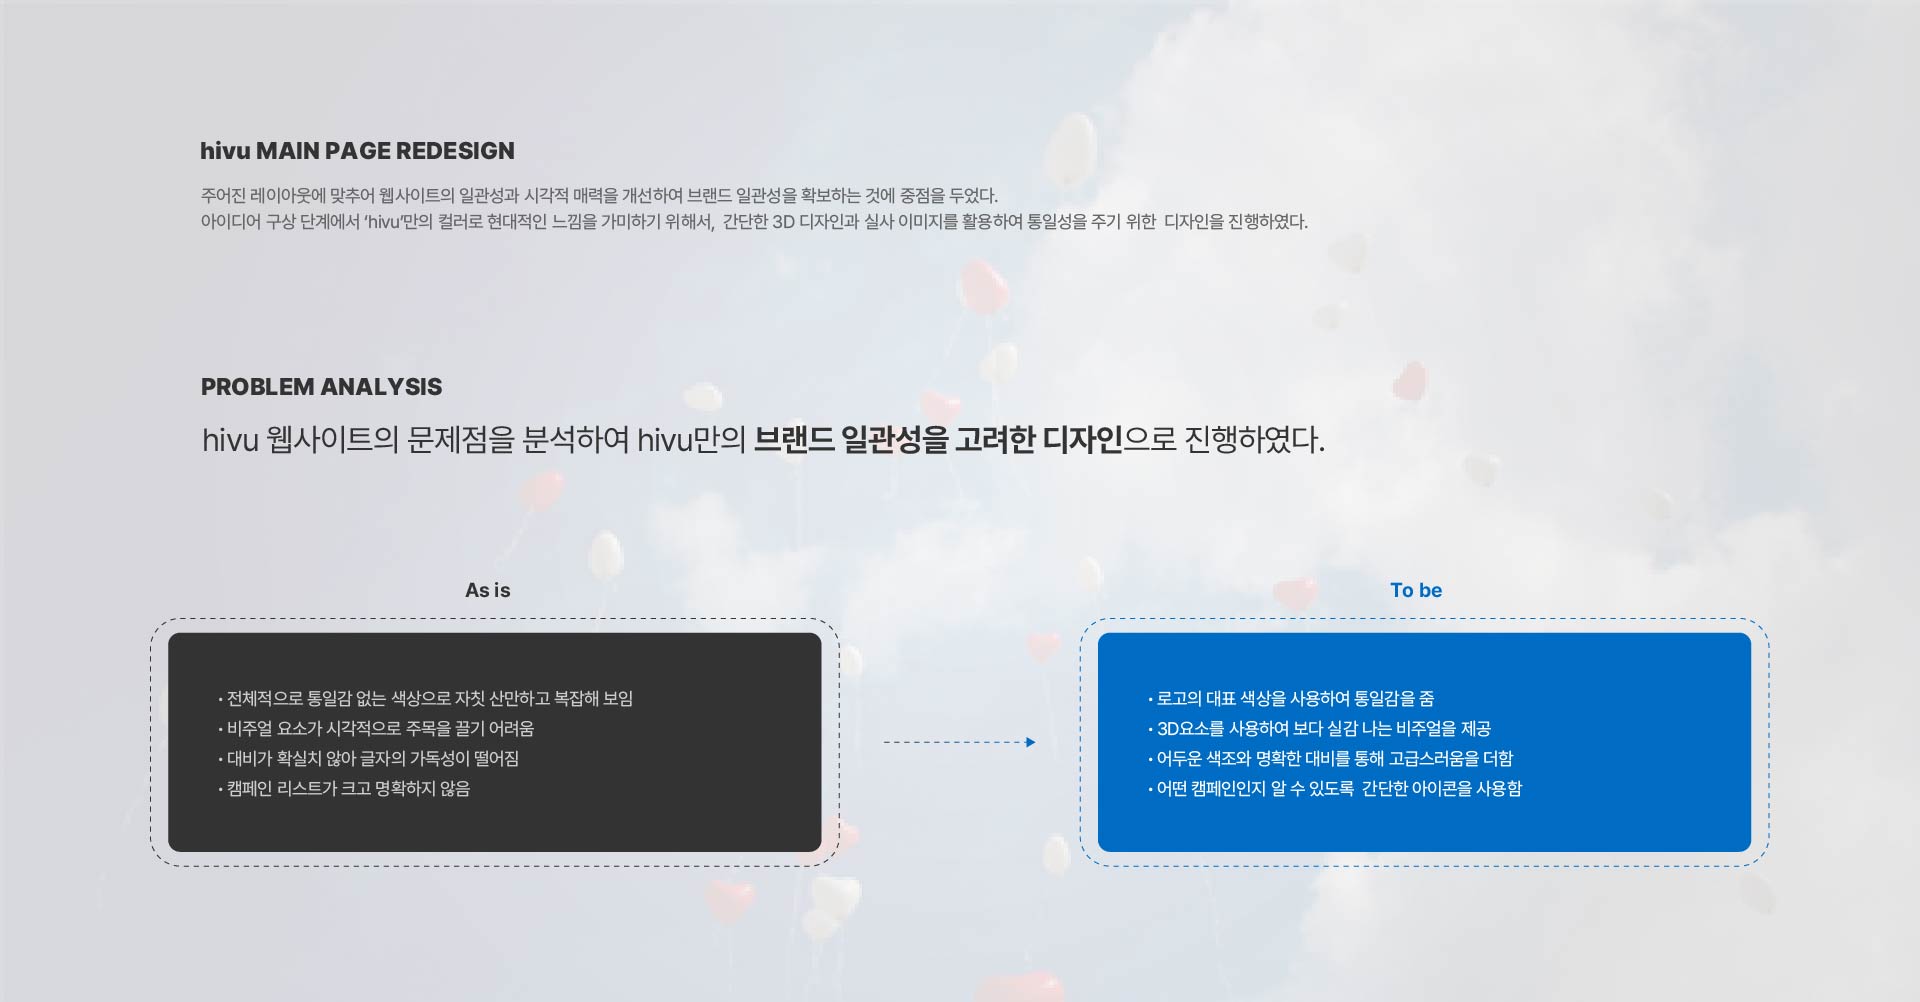 hivu MAIN PAGE REDESIGN
주어진 레이아웃에 맞추어 웹사이트의 일관성과 시각적 매력을 개선하여 브랜드 일관성을 확보하는 것에 중점을 두었다.
아이디어 구상 단계에서 ‘hivu’만의 컬러로 현대적인 느낌을 가미하기 위해서, 간단한 3D 디자인과 실사 이미지를 활용하여 통일성을 주기 위한 디자인을 진행하였다.
PROBLEM ANALYSIS
hivu 웹사이트의 문제점을 분석하여 hivu만의 브랜드 일관성을 고려한 디자인으로 진행하였다.
As is
· 전체적으로 통일감 없는 색상으로 자칫 산만하고 복잡해 보임
· 비주얼 요소가 시각적으로 주목을 끌기 어려움
· 대비가 확실치 않아 글자의 가독성이 떨어짐
· 캠페인 리스트가 크고 명확하지 않음
To be
· 로고의 대표 색상을 사용하여 통일감을 줌
· 3D요소를 사용하여 보다 실감 나는 비주얼을 제공
· 어두운 색조와 명확한 대비를 통해 고급스러움을 더함
· 어떤 캠페인인지 알 수 있도록 간단한 아이콘을 사용함